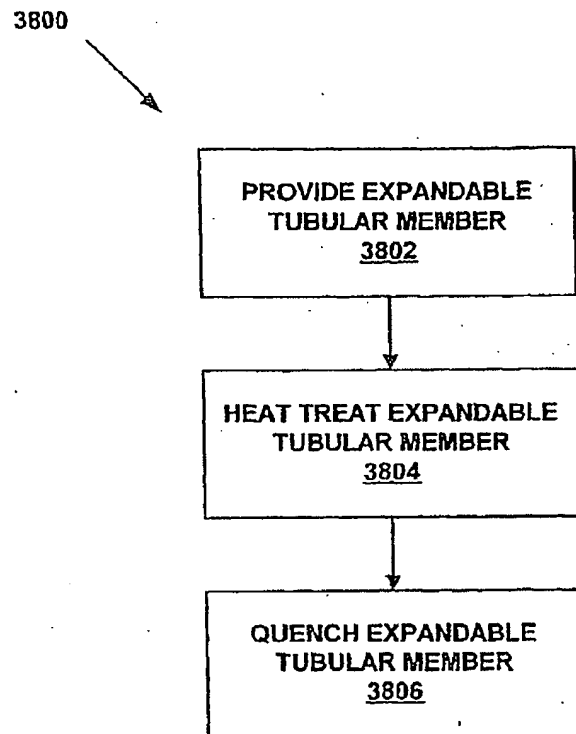 3800
PROVIDE EXPANDABLE
TUBULAR MEMBER
3802
HEAT TREAT EXPANDABLE
TUBULAR MEMBER
3804
QUENCH EXPANDABLE
TUBULAR MEMBER
3806